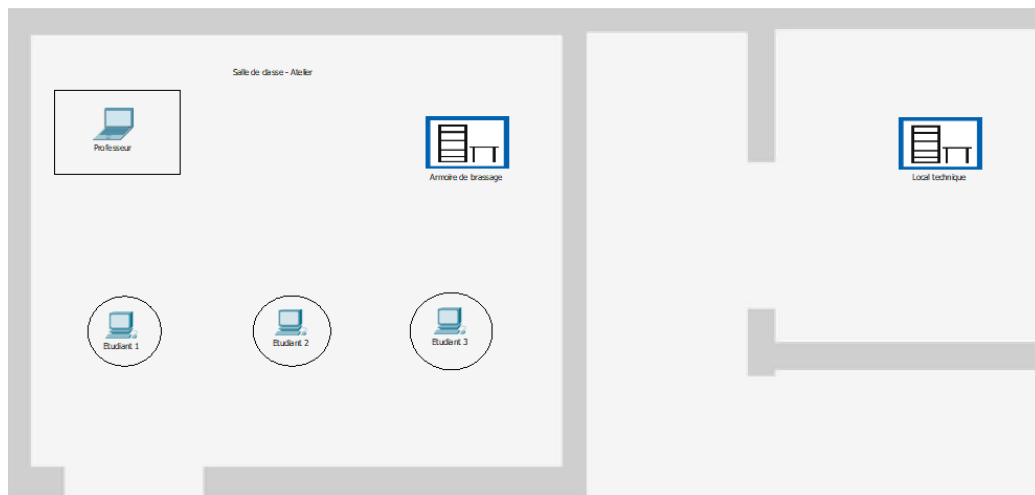 Salle de classe - Atelier
Professeur
Armoire de brassage
Local technique
Etudiant 1
Etudiant 2
Etudiant 3